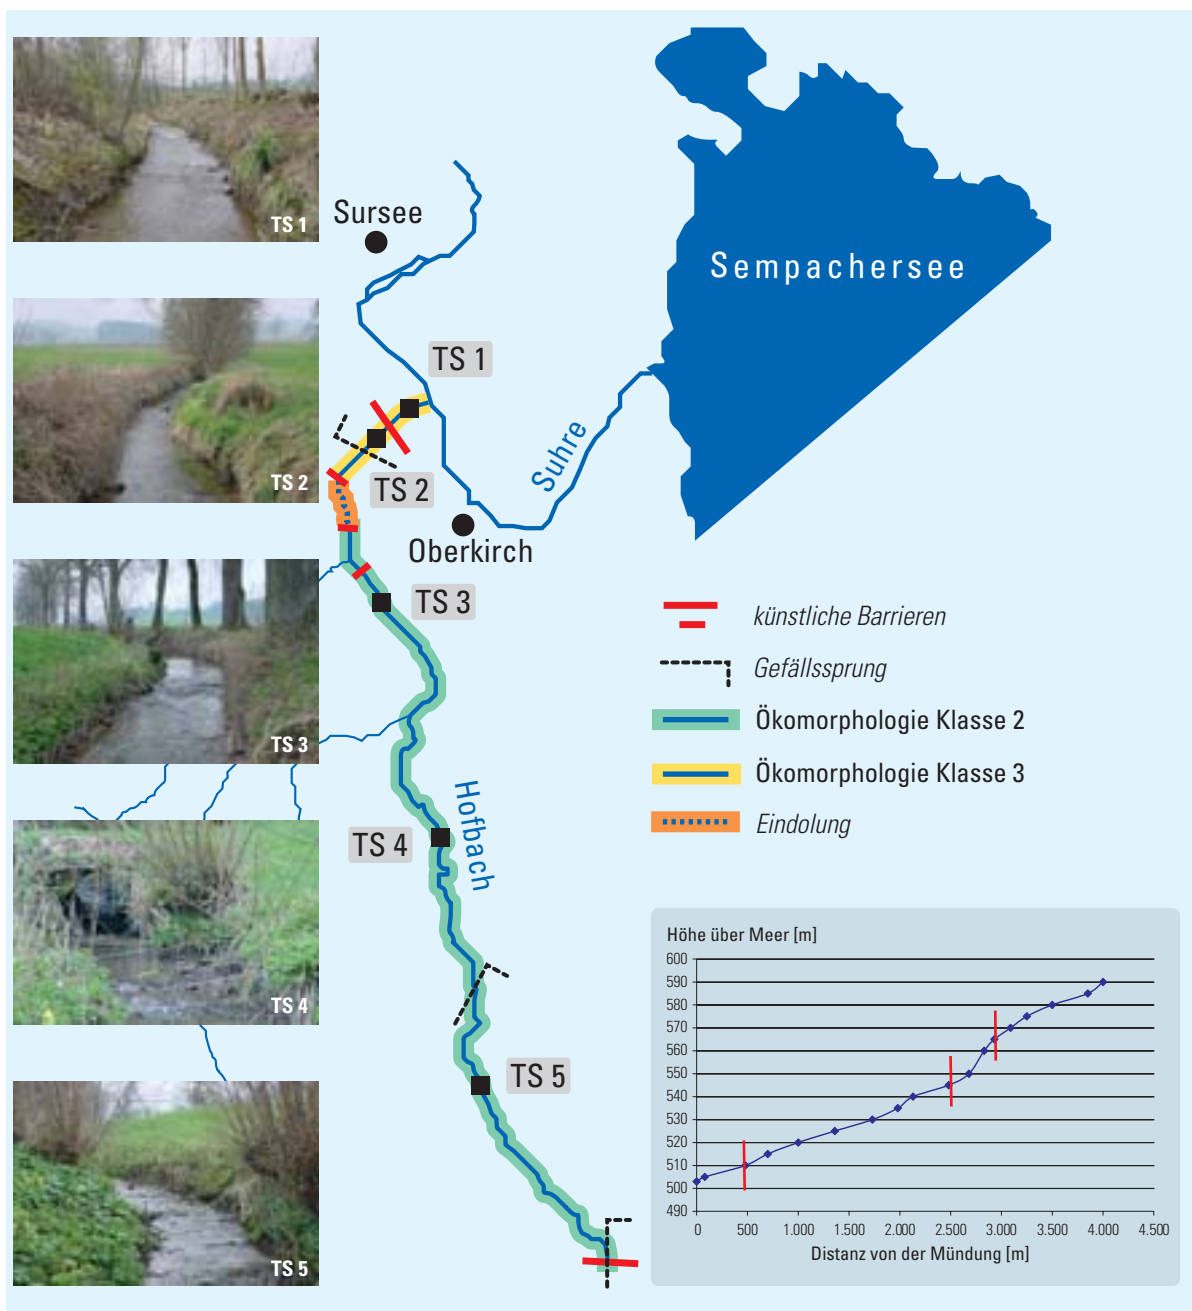 TS 1
Sursee
Sempachersee
TS 1
TS 2
TS 2
Suhre
Oberkirch
TS 3
TS 3
künstliche Barrieren
Gefällssprung
Ökomorphologie Klasse 2
Ökomorphologie Klasse 3
Eindolung
Hofbach
TS 4
TS 4
TS 5
TS 5
Höhe über Meer [m]
600
590
580
570
560
550
540
530
520
510
500
490
0 500 1.000 1.500 2.000 2.500 3.000 3.500 4.000 4.500
Distanz von der Mündung [m]